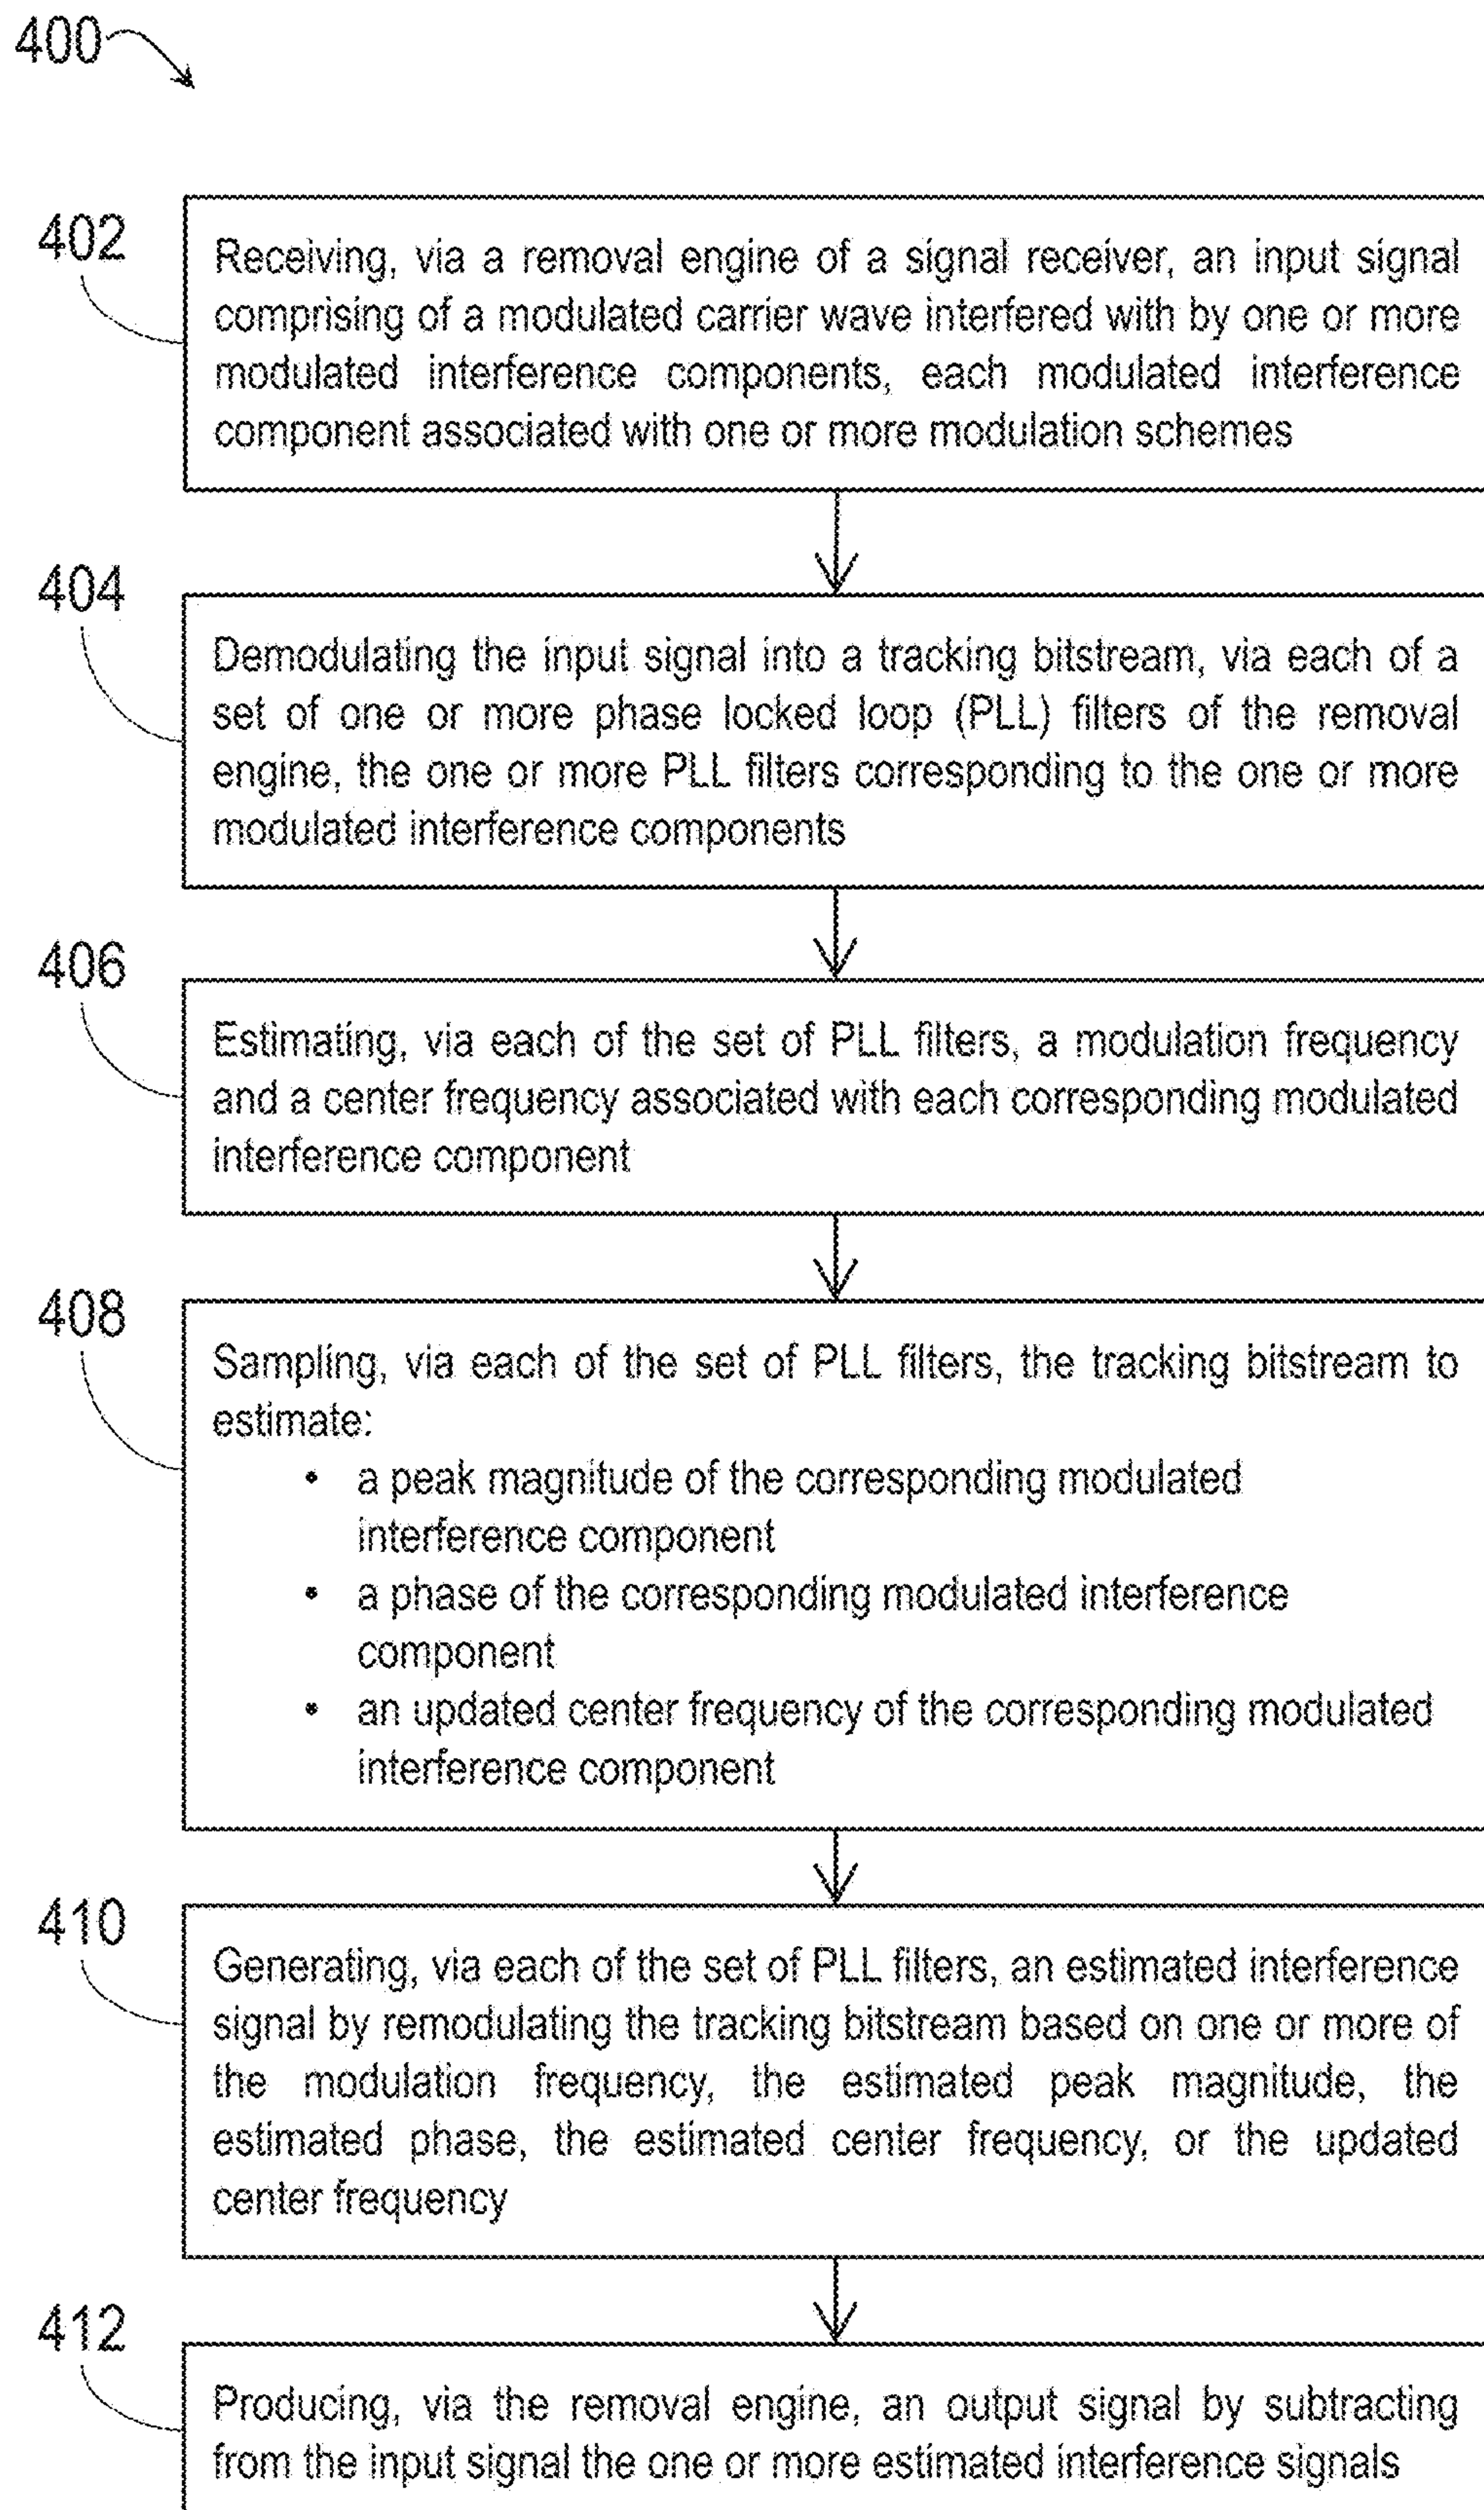 400
402
Receiving, via a removal engine of a signal receiver, an input signal
comprising of a modulated carrier wave interfered with by one or more
modulated interference components, each modulated interference
component associated with one or more modulation schemes
404
Demodulating the input signal into a tracking bitstream, via each of a
set of one or more phase locked loop (PLL) filters of the removal
engine, the one or more PLL filters corresponding to the one or more
modulated interference components
406
Estimating, via each of the set of PLL filters, a modulation frequency
and a center frequency associated with each corresponding modulated
interference component
408
Sampling, via each of the set of PLL filters, the tracking bitstream to
estimate:
• a peak magnitude of the corresponding modulated
interference component
• a phase of the corresponding modulated interference
component
• an updated center frequency of the corresponding modulated
interference component
410
Generating, via each of the set of PLL filters, an estimated interference
signal by remodulating the tracking bitstream based on one or more of
the modulation frequency, the estimated peak magnitude, the
estimated phase, the estimated center frequency, or the updated
center frequency
412
Producing, via the removal engine, an output signal by subtracting
from the input signal the one or more estimated interference signals